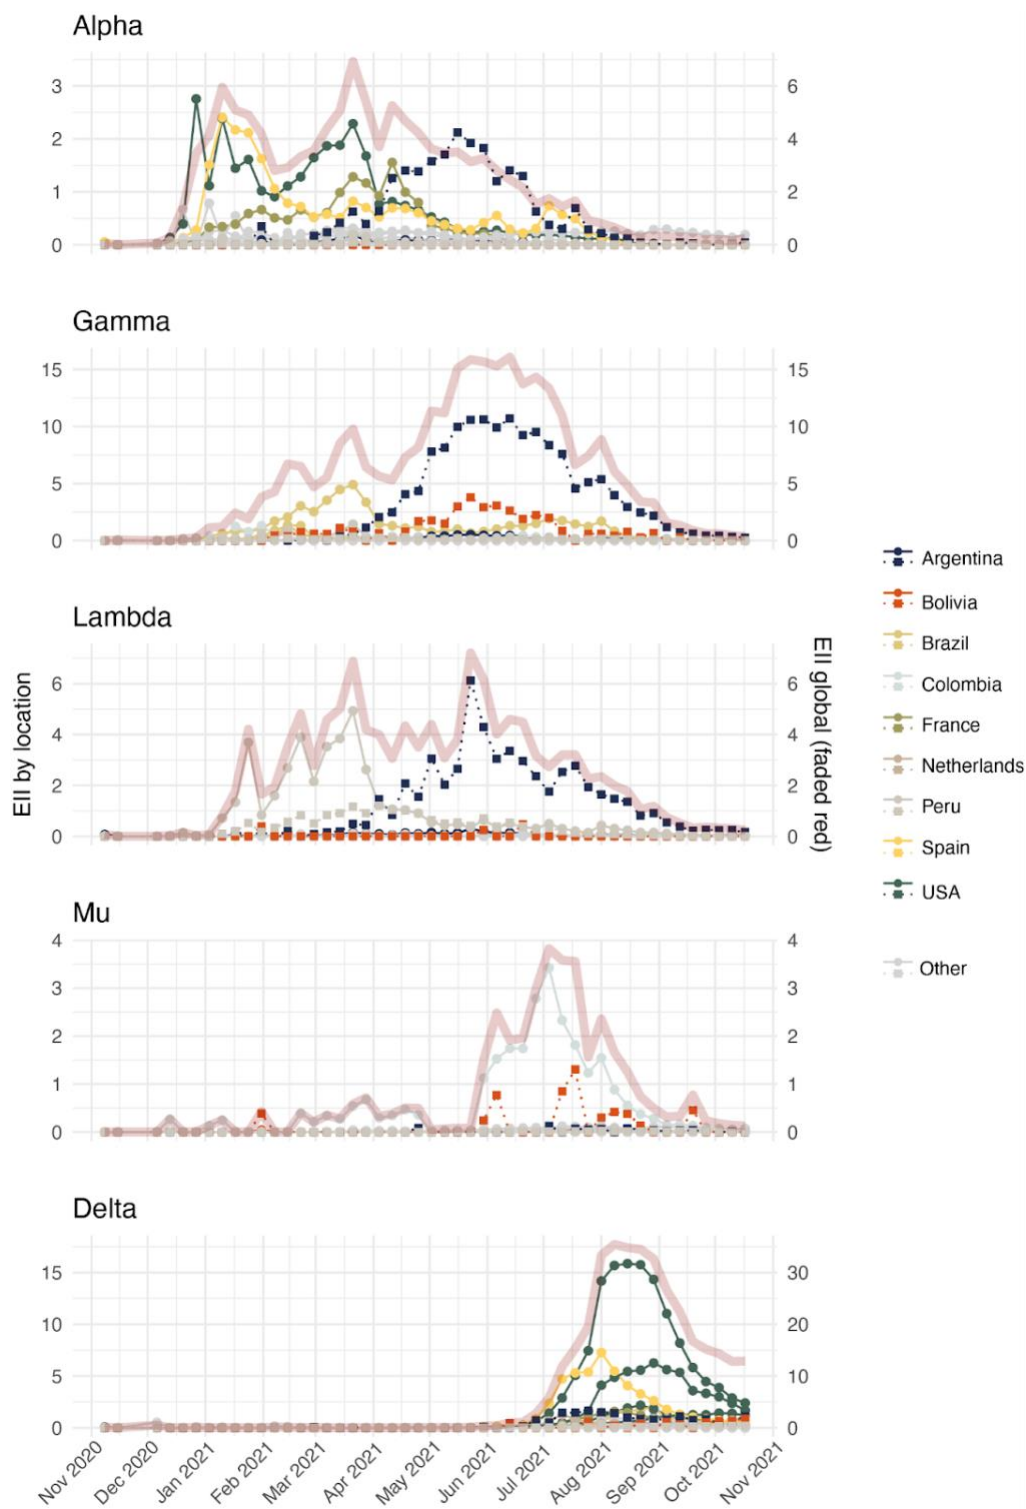 Alpha
3
2
1
0
6
4
2
0
Gamma
15
10
5
0
15
10
5
0
Lambda
6
4
2
0
6
4
2
0
Mu
4
3
2
1
0
4
3
2
1
0
Delta
15
10
5
0
30
20
10
0
Nov 2020
Dec 2020
Jan 2021
Feb 2021
Mar 2021
Apr 2021
May 2021
Jun 2021
Jul 2021
Aug 2021
Sep 2021
Oct 2021
Nov 2021
EII by location
EII global (faded red)
Argentina
Bolivia
Brazil
Colombia
France
Netherlands
Peru
Spain
USA
Other